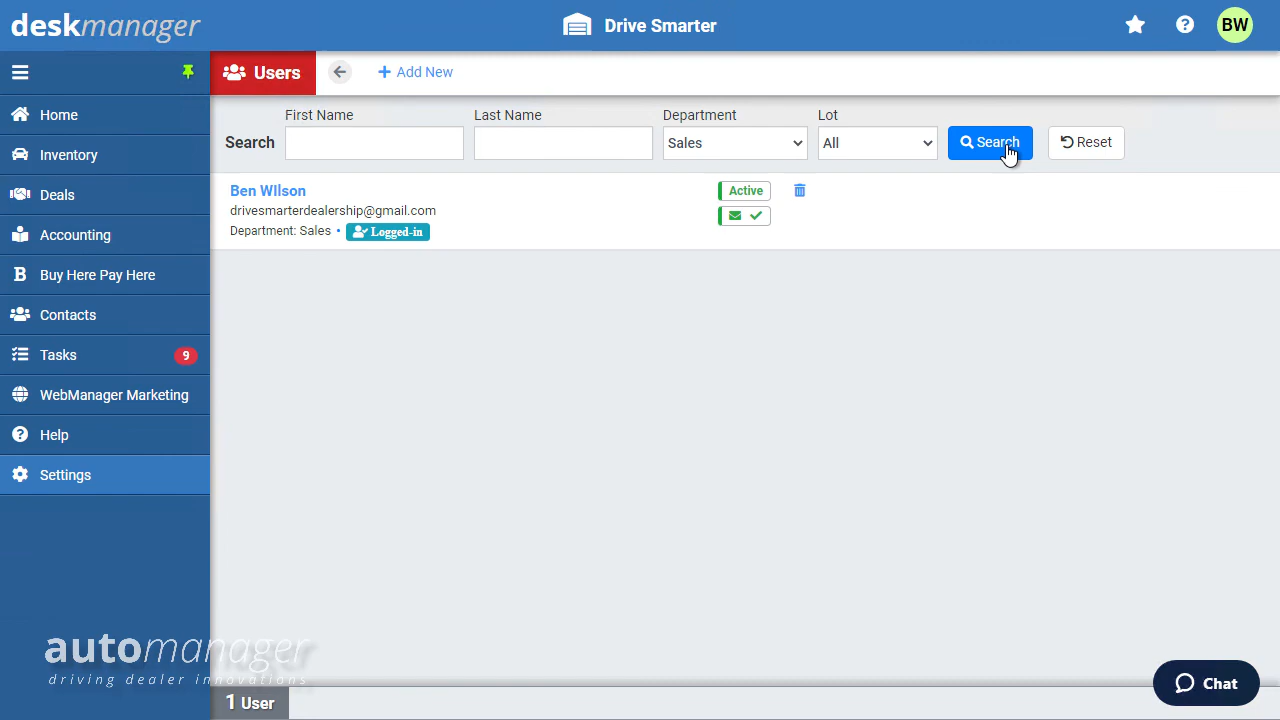 deskmanager
Drive Smarter
BW
Users
Add New
Home
Inventory
Deals
Accounting
B Buy Here Pay Here
Contacts
Tasks 9
WebManager Marketing
Help
Settings
First Name
Last Name
Department
Lot
Search
Sales
All
Search
Reset
Ben WIlson
Active
drivesmarterdealership@gmail.com
Department: Sales • Logged-in
automanager
driving dealer innovations
1 User
Chat